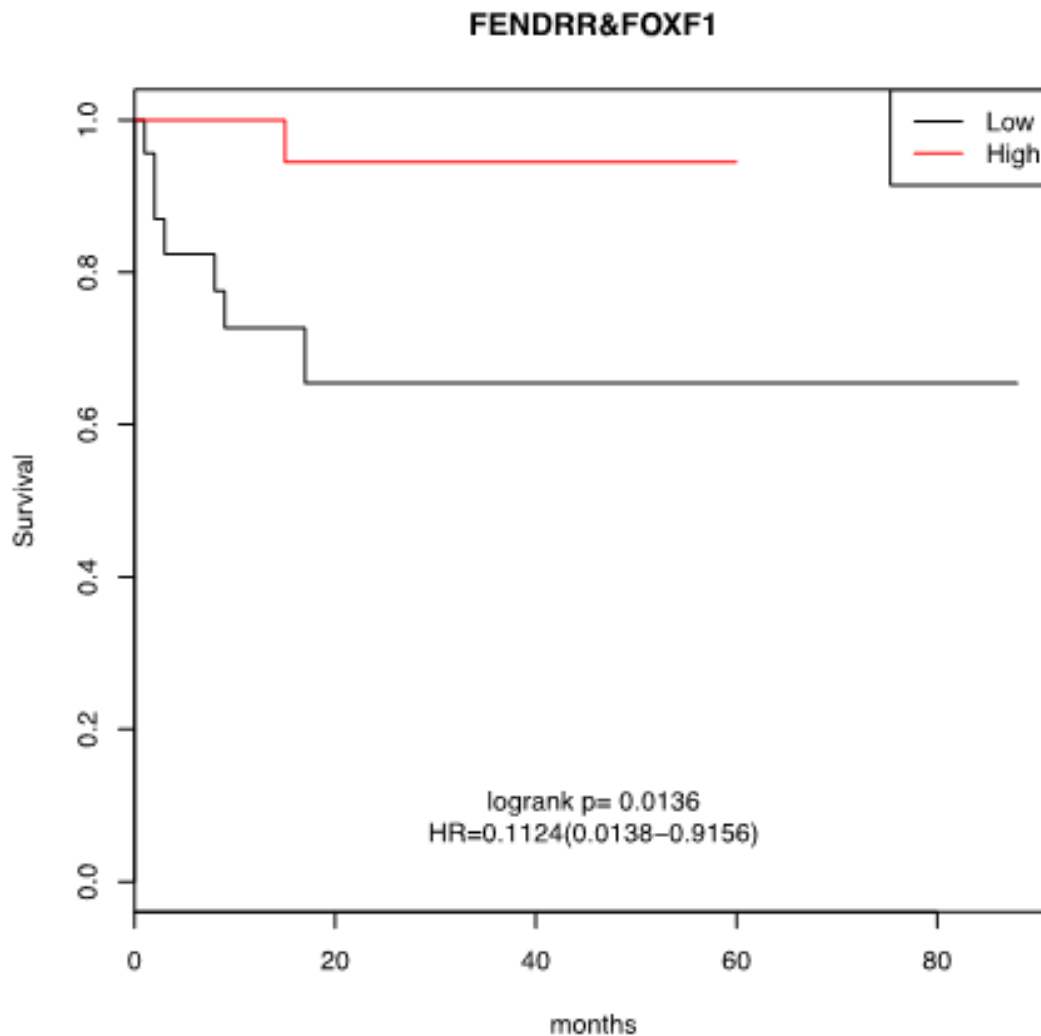 FENDRR&FOXF1
Low
High
1.0
0.8
0.6
0.4
0.2
0.0
Survival
logrank p= 0.0136
HR=0.1124(0.0138−0.9156)
0 20 40 60 80
months